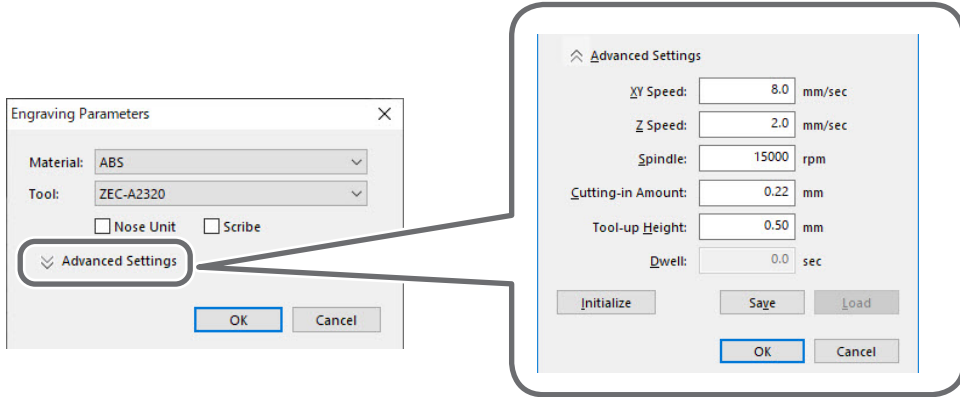 Engraving Parameters
Material: ABS
Tool: ZEC-A2320
Nose Unit Scribe
Advanced Settings
OK Cancel
Advanced Settings
XY Speed: 8.0 mm/sec
Z Speed: 2.0 mm/sec
Spindle: 15000 rpm
Cutting-in Amount: 0.22 mm
Tool-up Height: 0.50 mm
Dwell: 0.0 sec
Initialize Save Load
OK Cancel